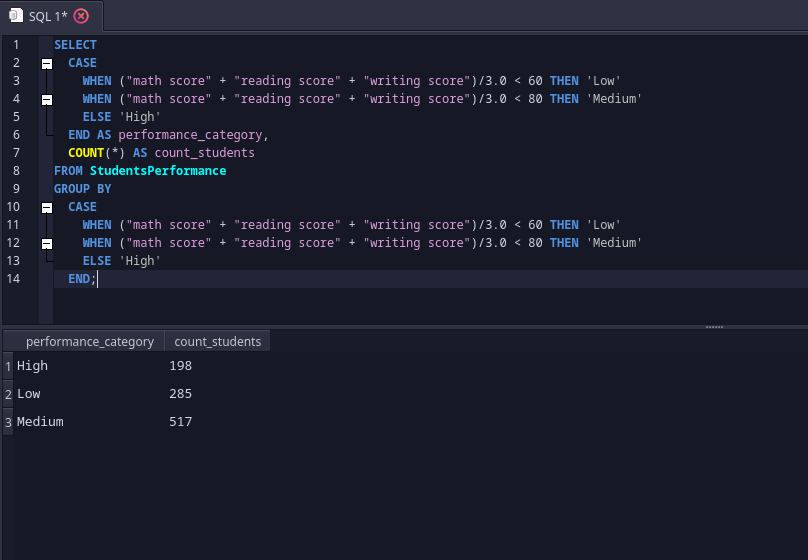 SQL 1*
1 SELECT
2 CASE
3 WHEN ("math score" + "reading score" + "writing score")/3.0 < 60 THEN 'Low'
4 WHEN ("math score" + "reading score" + "writing score")/3.0 < 80 THEN 'Medium'
5 ELSE 'High'
6 END AS performance_category,
7 COUNT(*) AS count_students
8 FROM StudentsPerformance
9 GROUP BY
10 CASE
11 WHEN ("math score" + "reading score" + "writing score")/3.0 < 60 THEN 'Low'
12 WHEN ("math score" + "reading score" + "writing score")/3.0 < 80 THEN 'Medium'
13 ELSE 'High'
14 END;
performance_category count_students
1 High 198
2 Low 285
3 Medium 517